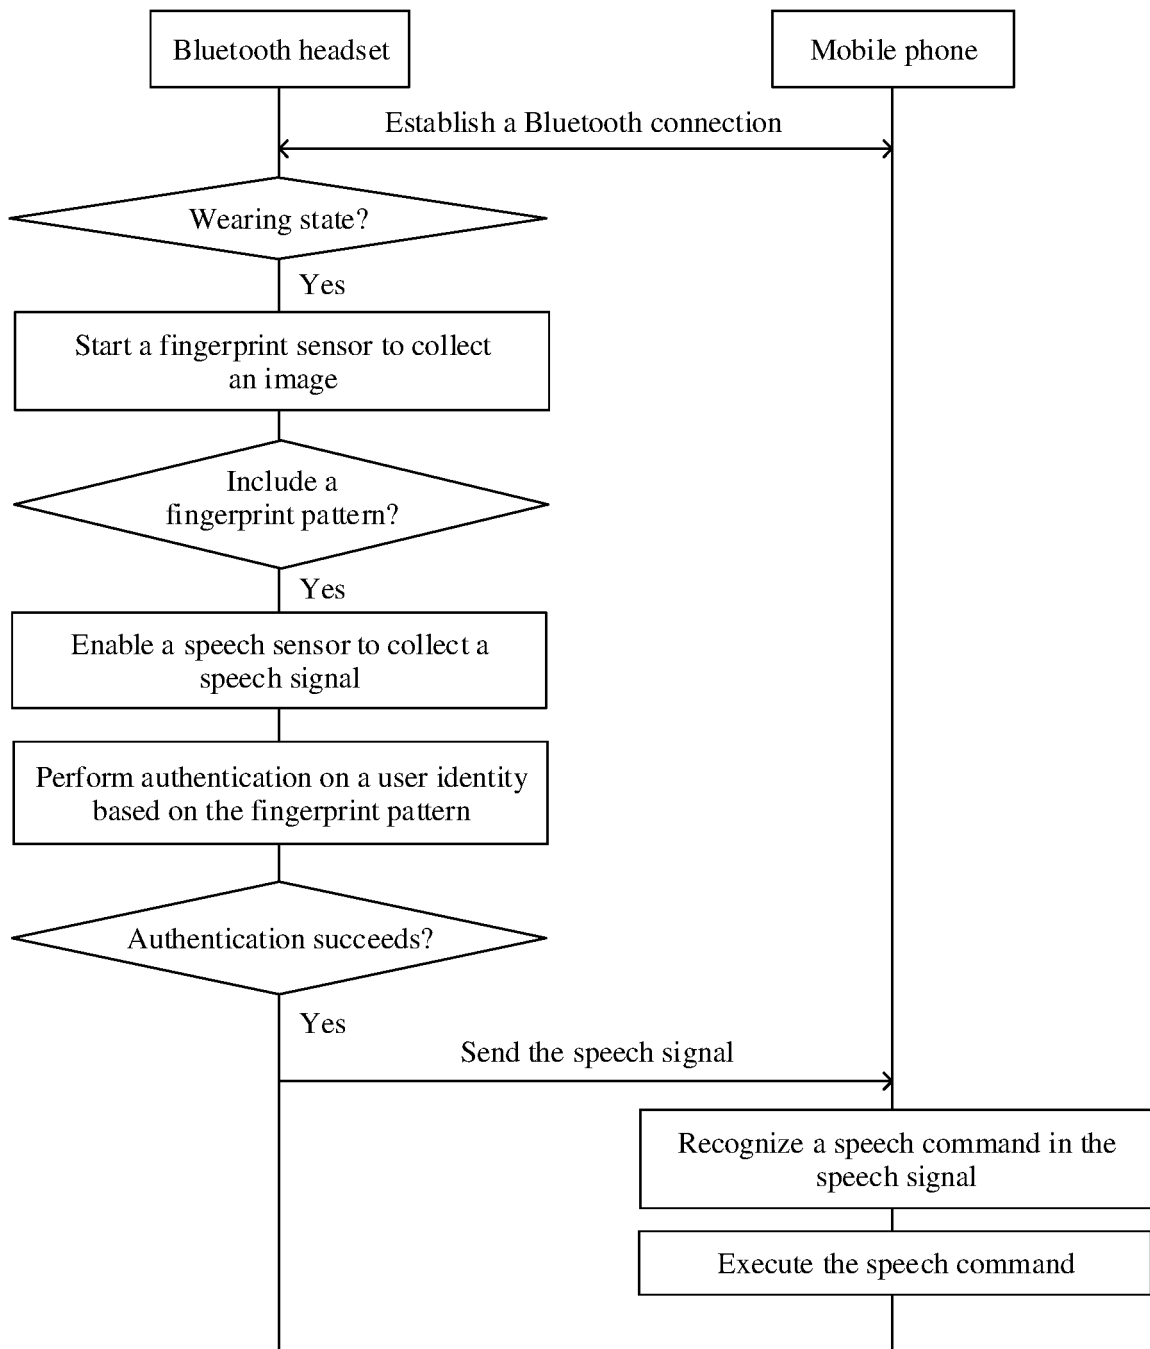 Bluetooth headset
Mobile phone
Establish a Bluetooth connection
Wearing state?
Yes
Start a fingerprint sensor to collect
an image
Include a
fingerprint pattern?
Yes
Enable a speech sensor to collect a
speech signal
Perform authentication on a user identity
based on the fingerprint pattern
Authentication succeeds?
Yes
Send the speech signal
Recognize a speech command in the
speech signal
Execute the speech command